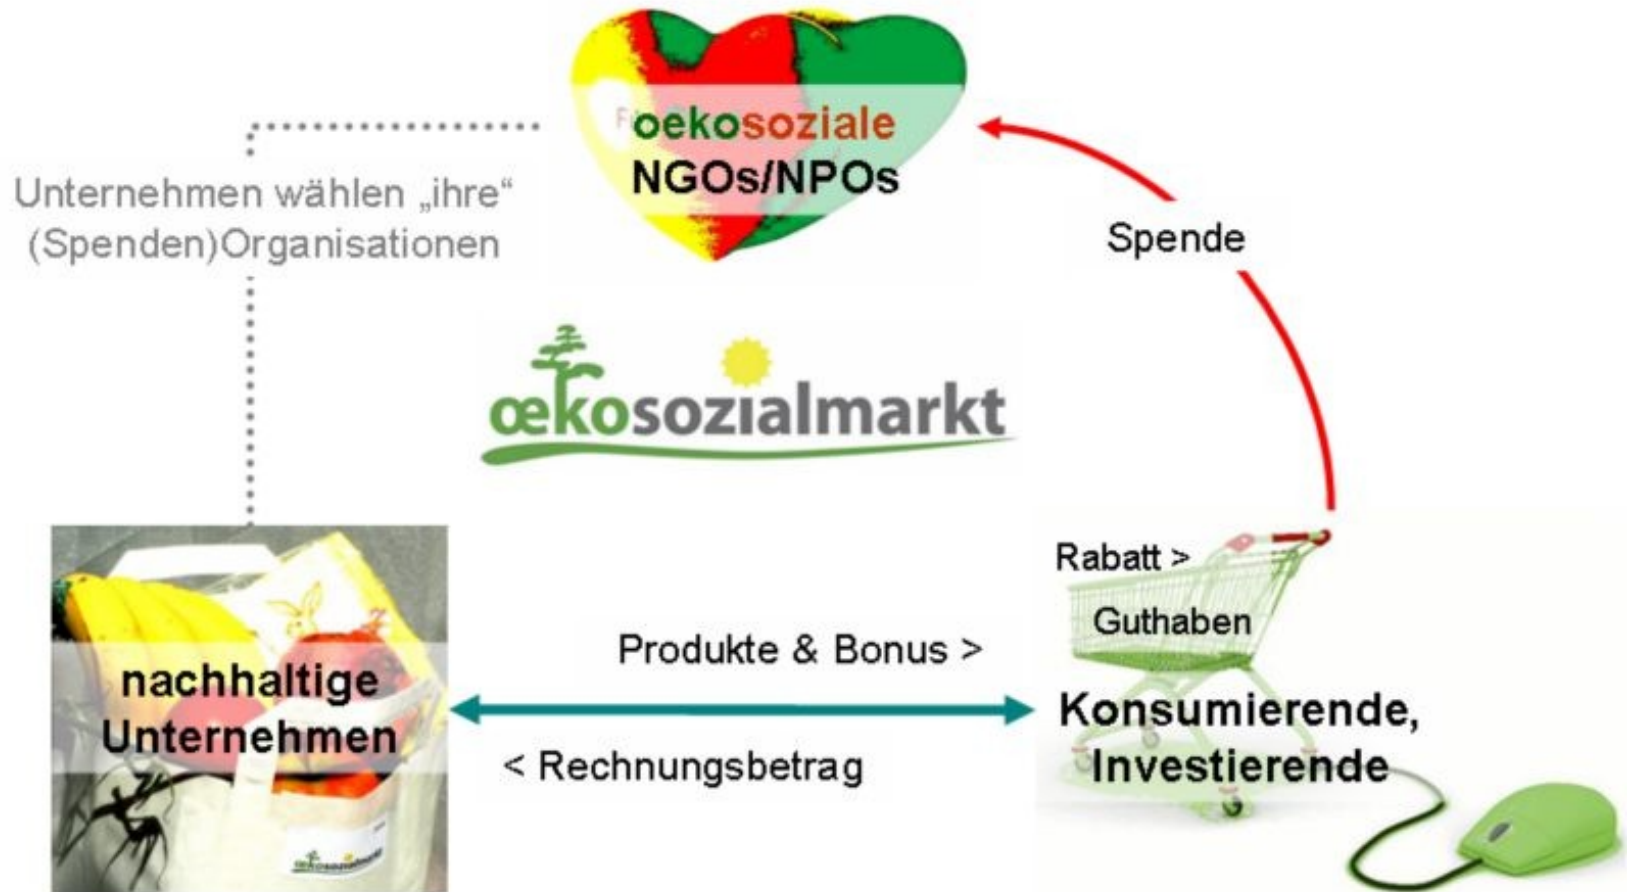 oekosoziale
NGOs/NPOs
Unternehmen wählen „ihre“
(Spenden)Organisationen
Spende
œkosozialmarkt
Rabatt >
Guthaben
Produkte & Bonus >
nachhaltige
Unternehmen
Konsumierende,
Investierende
< Rechnungsbetrag
œkosozialmarkt